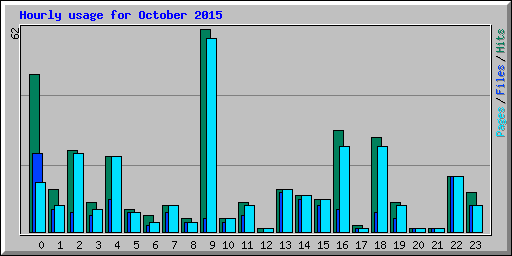 Hourly usage for October 2015
62
Pages/Files/Hits
0 1 2 3 4 5 6 7 8 9 10 11 12 13 14 15 16 17 18 19 20 21 22 23